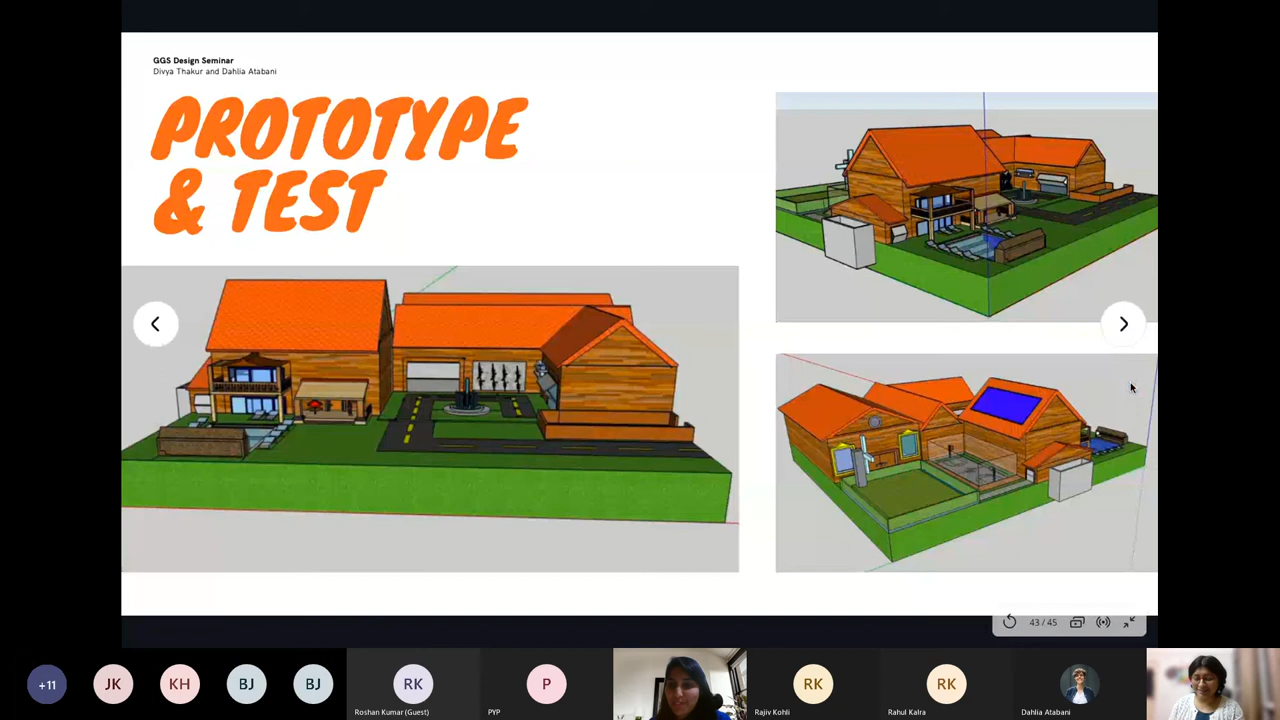 GGS Design Seminar
Divya Thakur and Dahlia Atabani
PROTOTYPE
& TEST
43 / 45
+11
JK
KH
BJ
BJ
RK
Roshan Kumar (Guest)
P
PYP
RK
Rajiv Kohli
RK
Rahul Kalra
Dahlia Atabani